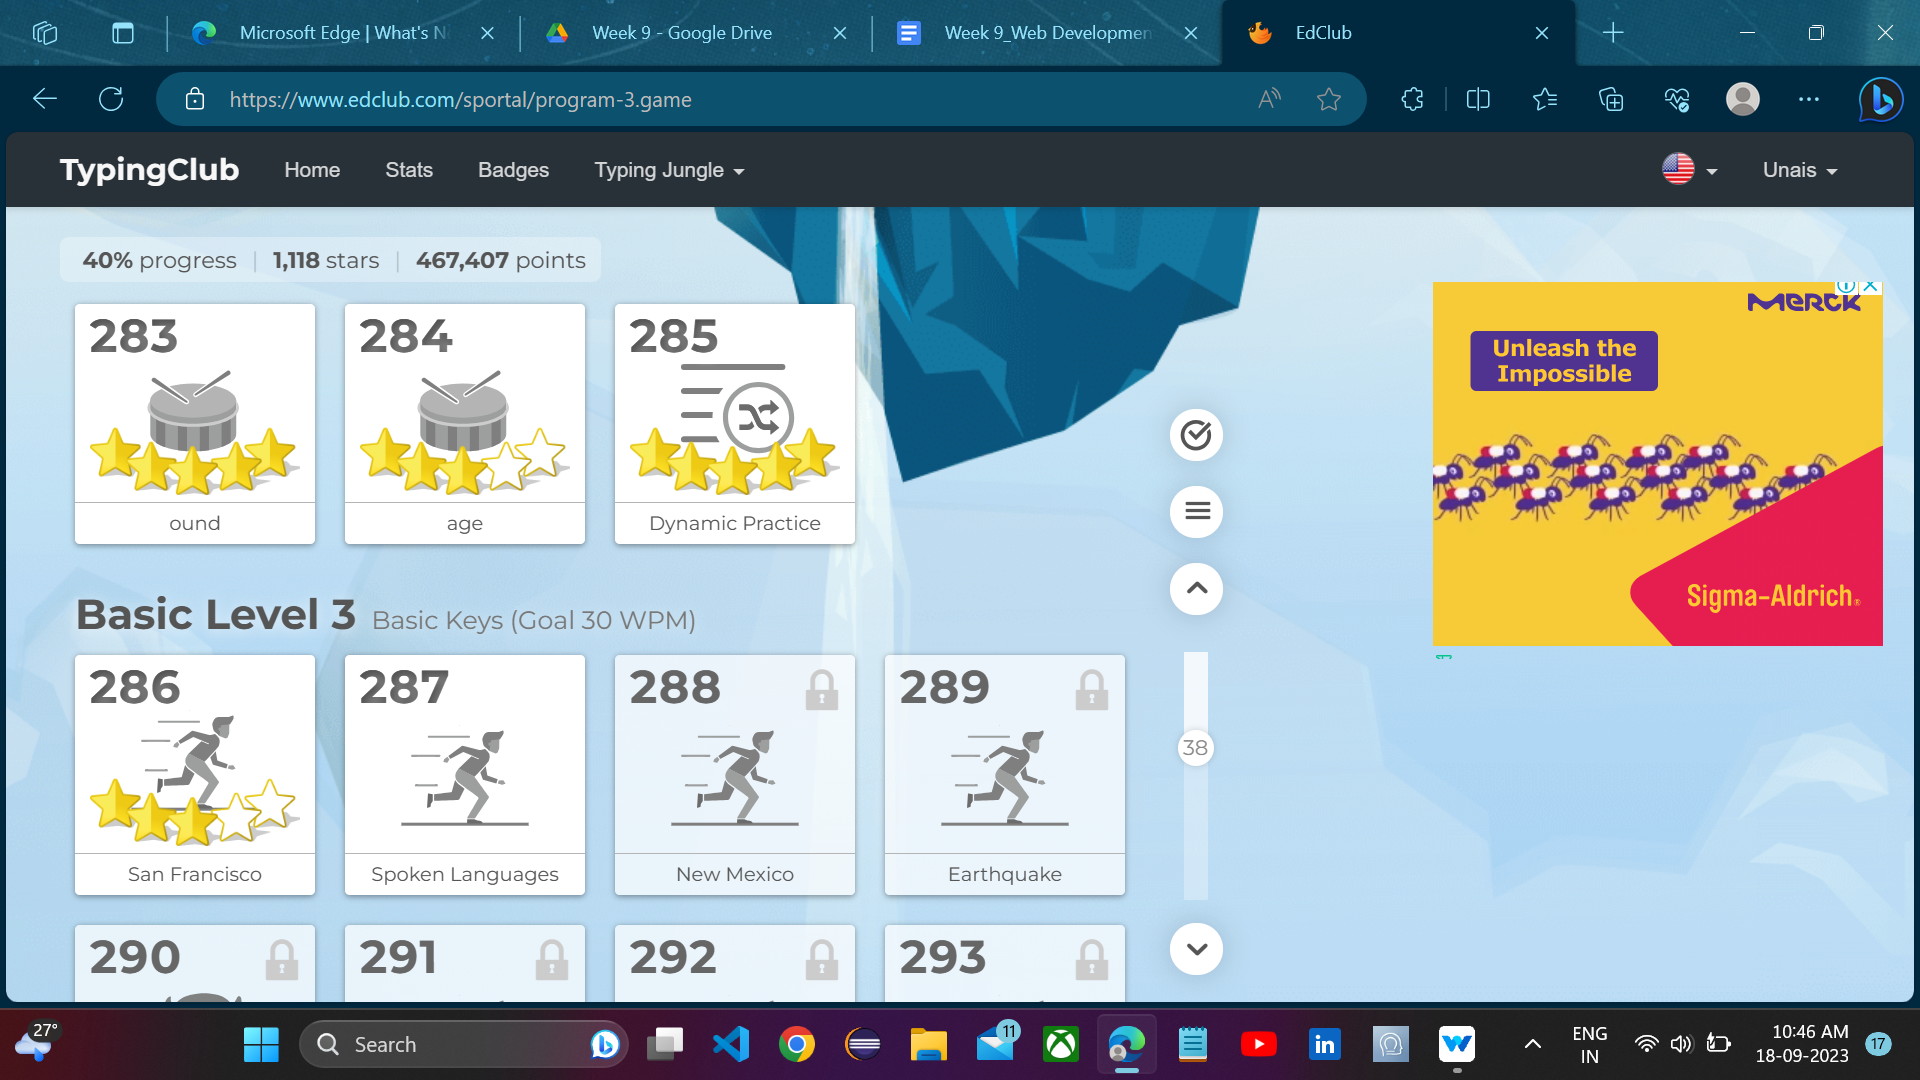 Microsoft Edge | What's N
Week 9 - Google Drive
Week 9_Web Developmen
EdClub
https://www.edclub.com/sportal/program-3.game
TypingClub
Home
Stats
Badges
Typing Jungle
Unais
40% progress | 1,118 stars | 467,407 points
283
284
285
ound
age
Dynamic Practice
Basic Level 3 Basic Keys (Goal 30 WPM)
286
287
288
289
San Francisco
Spoken Languages
New Mexico
Earthquake
290
291
292
293
38
MERCK
Unleash the
Impossible
Sigma-Aldrich®
27°
Search
11
ENG
IN
10:46 AM
18-09-2023
17